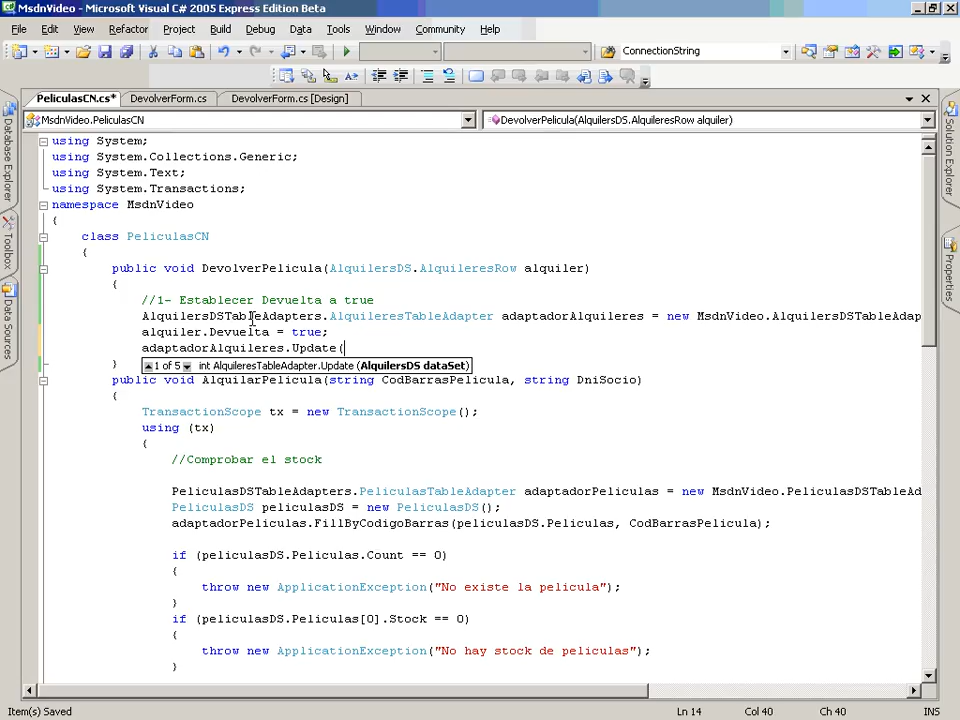 MsdnVideo - Microsoft Visual C# 2005 Express Edition Beta
File Edit View Refactor Project Build Debug Data Tools Window Community Help
ConnectionString
PeliculasCN.cs* DevolverForm.cs DevolverForm.cs [Design]
MsdnVideo.PeliculasCN DevolverPelicula(AlquilersDS.AlquileresRow alquiler)
Database Explorer
Toolbox
Data Sources
Solution Explorer
Properties
using System;
using System.Collections.Generic;
using System.Text;
using System.Transactions;
namespace MsdnVideo
{
class PeliculasCN
{
public void DevolverPelicula(AlquilersDS.AlquileresRow alquiler)
{
//1- Establecer Devuelta a true
AlquilersDSTableAdapters.AlquileresTableAdapter adaptadorAlquileres = new MsdnVideo.AlquilersDSTableAdap
alquiler.Devuelta = true;
adaptadorAlquileres.Update(
1 of 5 int AlquileresTableAdapter.Update (AlquilersDS dataSet)
}
public void AlquilarPelicula(string CodBarrasPelicula, string DniSocio)
{
TransactionScope tx = new TransactionScope();
using (tx)
{
//Comprobar el stock
PeliculasDSTableAdapters.PeliculasTableAdapter adaptadorPeliculas = new MsdnVideo.PeliculasDSTableAd
PeliculasDS peliculasDS = new PeliculasDS();
adaptadorPeliculas.FillByCodigoBarras(peliculasDS.Peliculas, CodBarrasPelicula);
if (peliculasDS.Peliculas.Count == 0)
{
throw new ApplicationException("No existe la pelicula");
}
if (peliculasDS.Peliculas[0].Stock == 0)
{
throw new ApplicationException("No hay stock de peliculas");
}
Item(s) Saved Ln 14 Col 40 Ch 40 INS